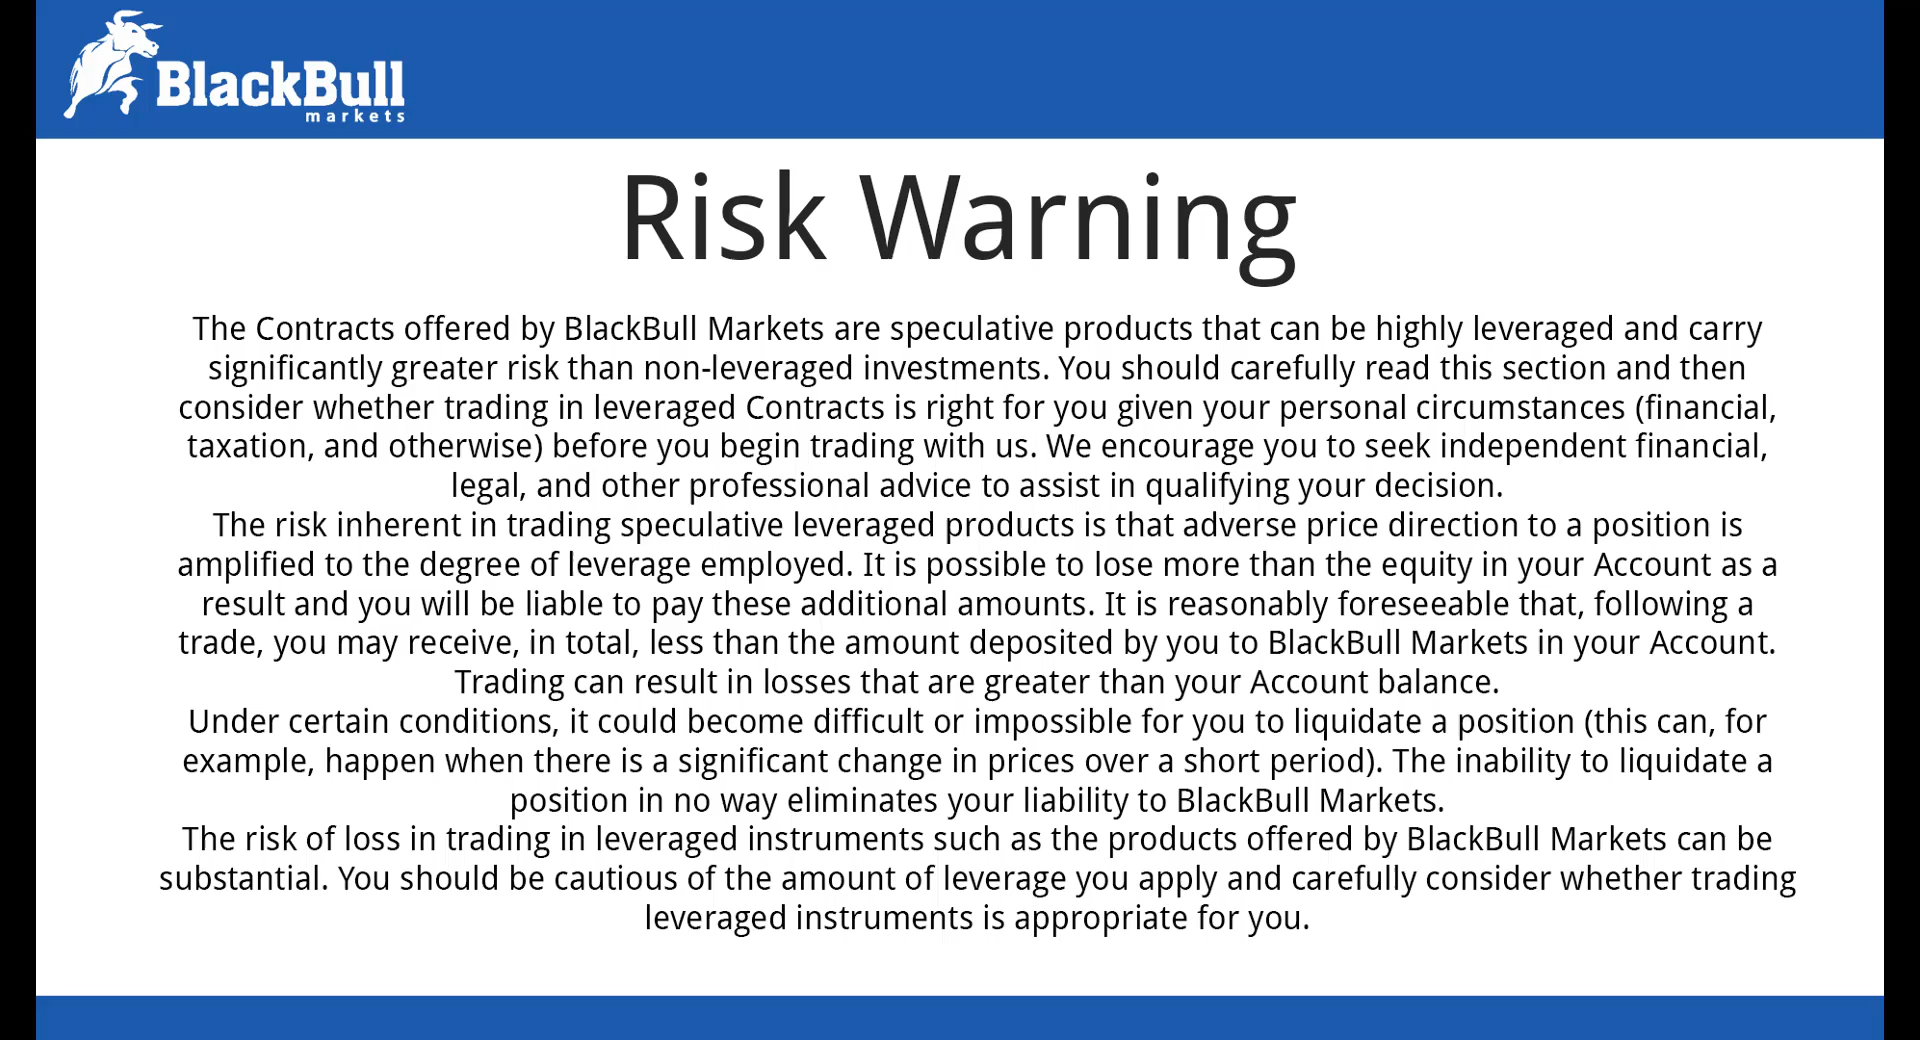 BlackBull
markets
Risk Warning
The Contracts offered by BlackBull Markets are speculative products that can be highly leveraged and carry
significantly greater risk than non-leveraged investments. You should carefully read this section and then
consider whether trading in leveraged Contracts is right for you given your personal circumstances (financial,
taxation, and otherwise) before you begin trading with us. We encourage you to seek independent financial,
legal, and other professional advice to assist in qualifying your decision.
The risk inherent in trading speculative leveraged products is that adverse price direction to a position is
amplified to the degree of leverage employed. It is possible to lose more than the equity in your Account as a
result and you will be liable to pay these additional amounts. It is reasonably foreseeable that, following a
trade, you may receive, in total, less than the amount deposited by you to BlackBull Markets in your Account.
Trading can result in losses that are greater than your Account balance.
Under certain conditions, it could become difficult or impossible for you to liquidate a position (this can, for
example, happen when there is a significant change in prices over a short period). The inability to liquidate a
position in no way eliminates your liability to BlackBull Markets.
The risk of loss in trading in leveraged instruments such as the products offered by BlackBull Markets can be
substantial. You should be cautious of the amount of leverage you apply and carefully consider whether trading
leveraged instruments is appropriate for you.